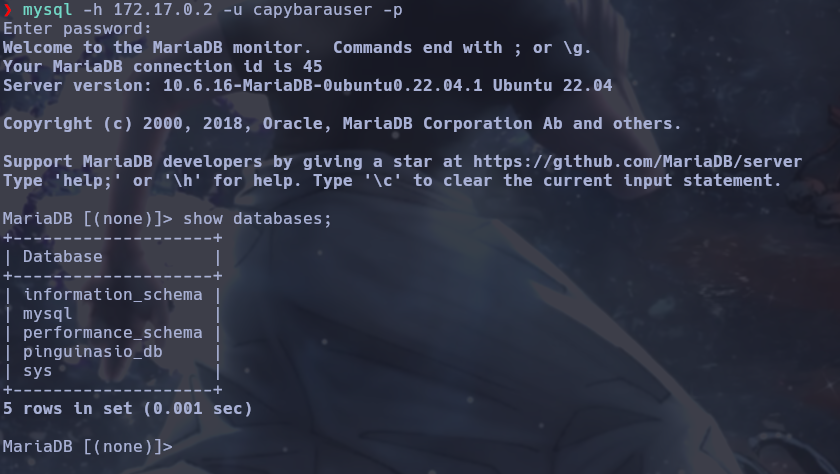 ❯ mysql -h 172.17.0.2 -u capybarauser -p
Enter password:
Welcome to the MariaDB monitor.  Commands end with ; or \g.
Your MariaDB connection id is 45
Server version: 10.6.16-MariaDB-0ubuntu0.22.04.1 Ubuntu 22.04
Copyright (c) 2000, 2018, Oracle, MariaDB Corporation Ab and others.
Support MariaDB developers by giving a star at https://github.com/MariaDB/server
Type 'help;' or '\h' for help. Type '\c' to clear the current input statement.
MariaDB [(none)]> show databases;
+--------------------+
| Database           |
+--------------------+
| information_schema |
| mysql              |
| performance_schema |
| pinguinasio_db     |
| sys                |
+--------------------+
5 rows in set (0.001 sec)
MariaDB [(none)]>